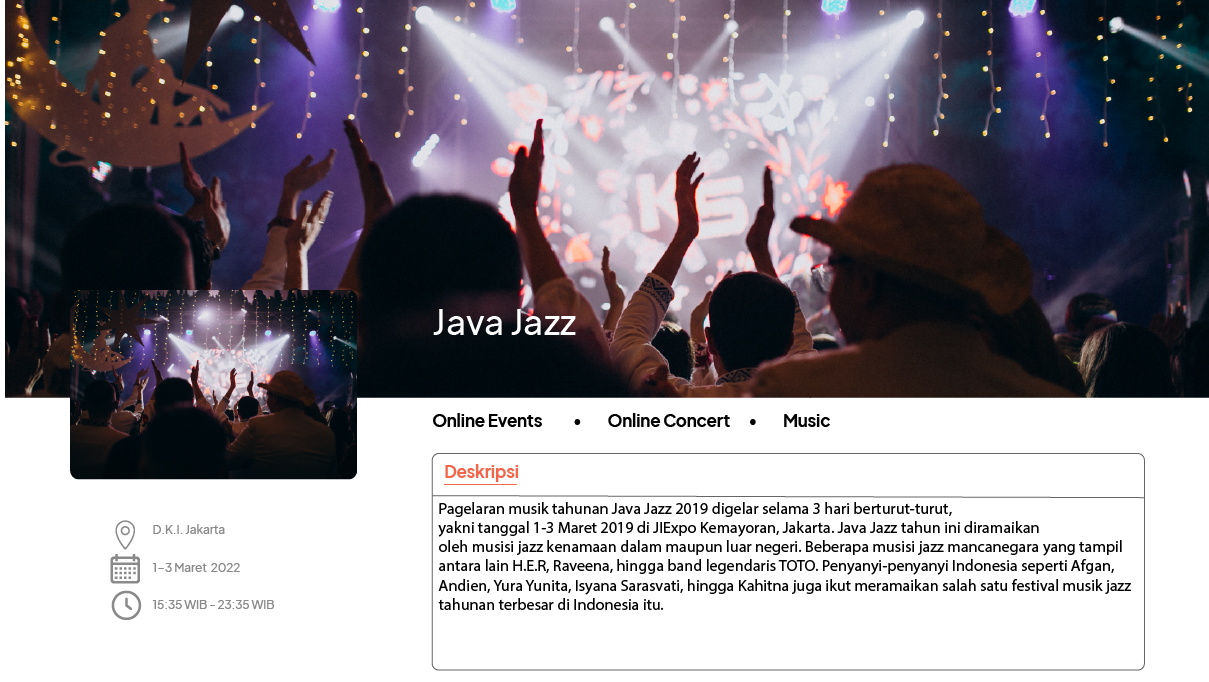 KS
Java Jazz
Online Events • Online Concert • Music
Deskripsi
Pagelaran musik tahunan Java Jazz 2019 digelar selama 3 hari berturut-turut,
yakni tanggal 1-3 Maret 2019 di JIExpo Kemayoran, Jakarta. Java Jazz tahun ini diramaikan
oleh musisi jazz kenamaan dalam maupun luar negeri. Beberapa musisi jazz mancanegara yang tampil
antara lain H.E.R, Raveena, hingga band legendaris TOTO. Penyanyi-penyanyi Indonesia seperti Afgan,
Andien, Yura Yunita, Isyana Sarasvati, hingga Kahitna juga ikut meramaikan salah satu festival musik jazz
tahunan terbesar di Indonesia itu.
D.K.I. Jakarta
1-3 Maret 2022
15:35 WIB - 23:35 WIB